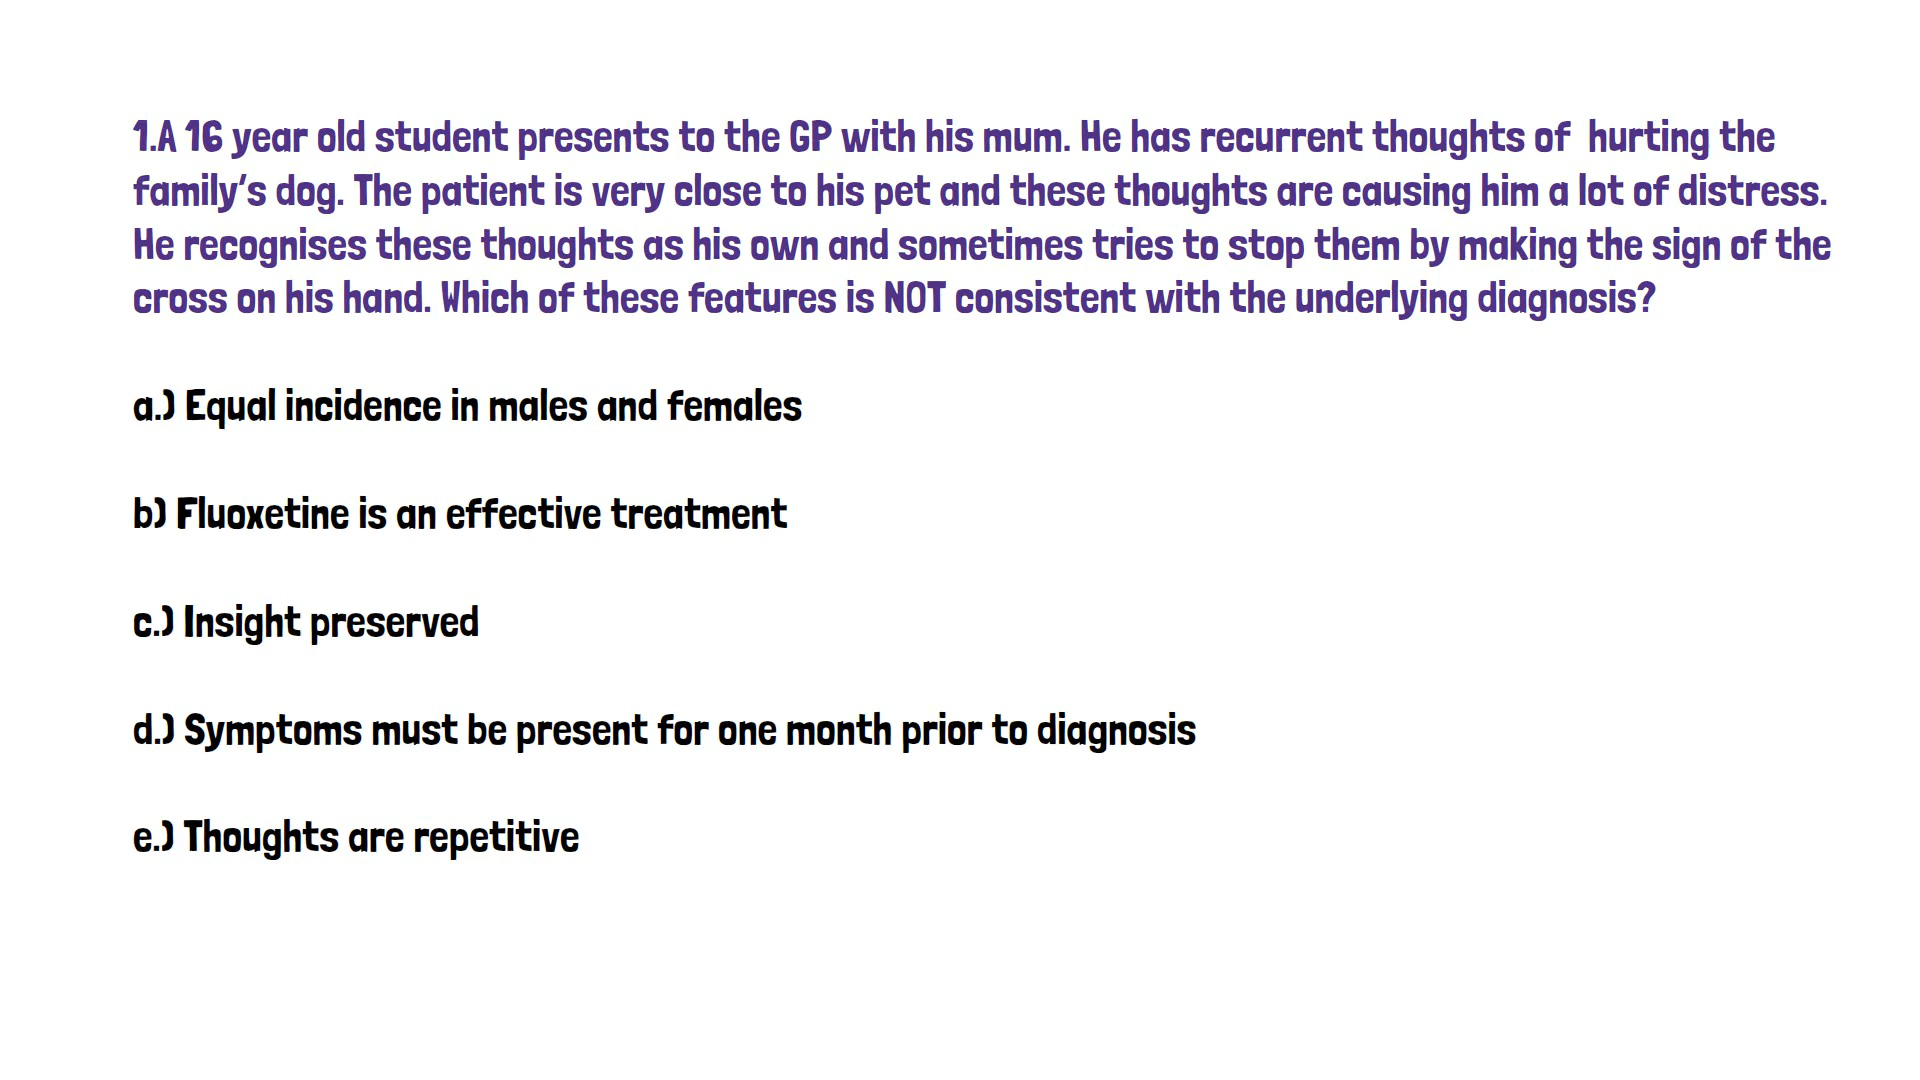 1.A 16 year old student presents to the GP with his mum. He has recurrent thoughts of  hurting the
family's dog. The patient is very close to his pet and these thoughts are causing him a lot of distress.
He recognises these thoughts as his own and sometimes tries to stop them by making the sign of the
cross on his hand. Which of these features is NOT consistent with the underlying diagnosis?
a.) Equal incidence in males and females
b) Fluoxetine is an effective treatment
c.) Insight preserved
d.) Symptoms must be present for one month prior to diagnosis
e.) Thoughts are repetitive